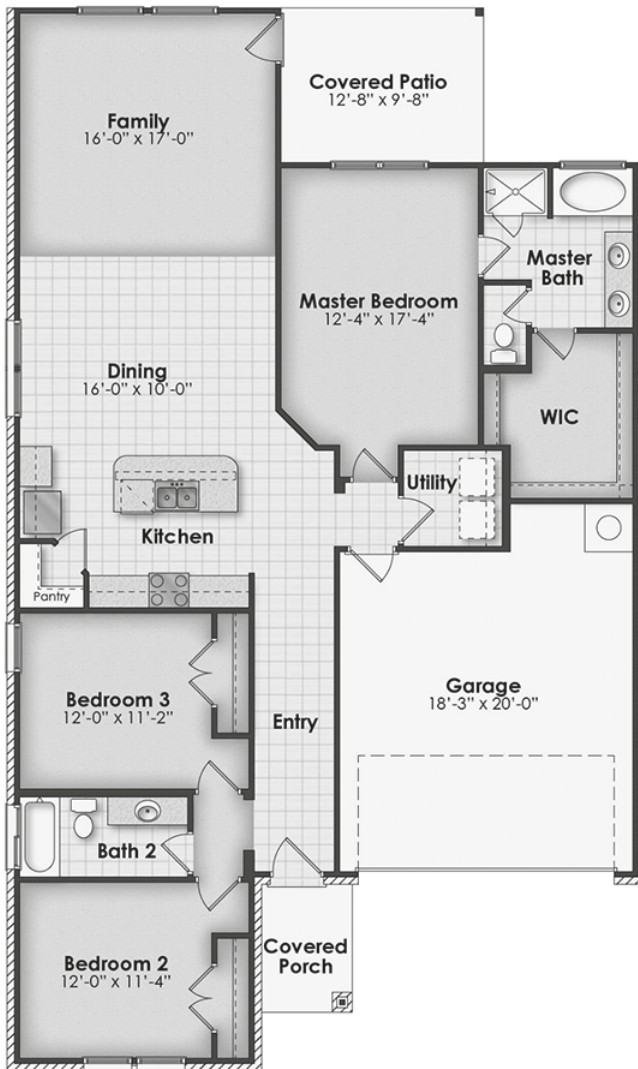 Family
16'-0" x 17'-0"
Covered Patio
12'-8" x 9'-8"
Master Bedroom
12'-4" x 17'-4"
Master
Bath
Dining
16'-0" x 10'-0"
WIC
Utility
Kitchen
Pantry
Bedroom 3
12'-0" x 11'-2"
Entry
Garage
18'-3" x 20'-0"
Bath 2
Bedroom 2
12'-0" x 11'-4"
Covered
Porch